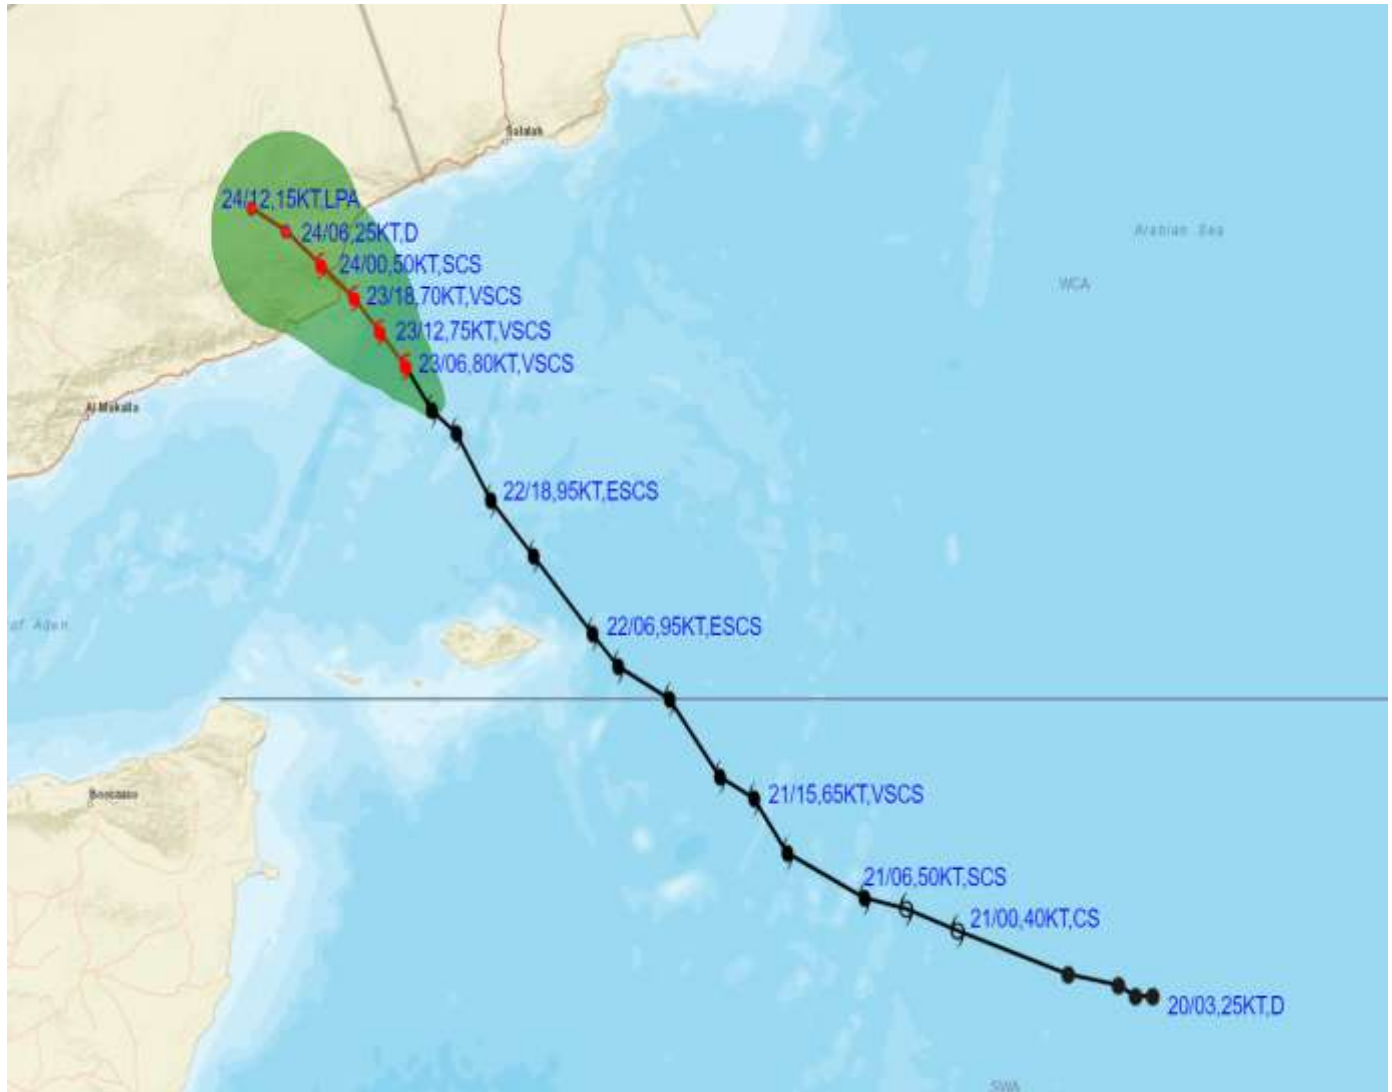 Salalah
24/12,15KT,LPA
24/06,25KT,D
Arabian Sea
24/00,50KT,SCS
WCA
23/18,70KT,VSCS
23/12,75KT,VSCS
23/06,80KT,VSCS
Al Mukalla
22/18,95KT,ESCS
of Aden
22/06,95KT,ESCS
Boosaaso
21/15,65KT,VSCS
21/06,50KT,SCS
21/00,40KT,CS
20/03,25KT,D
SWA